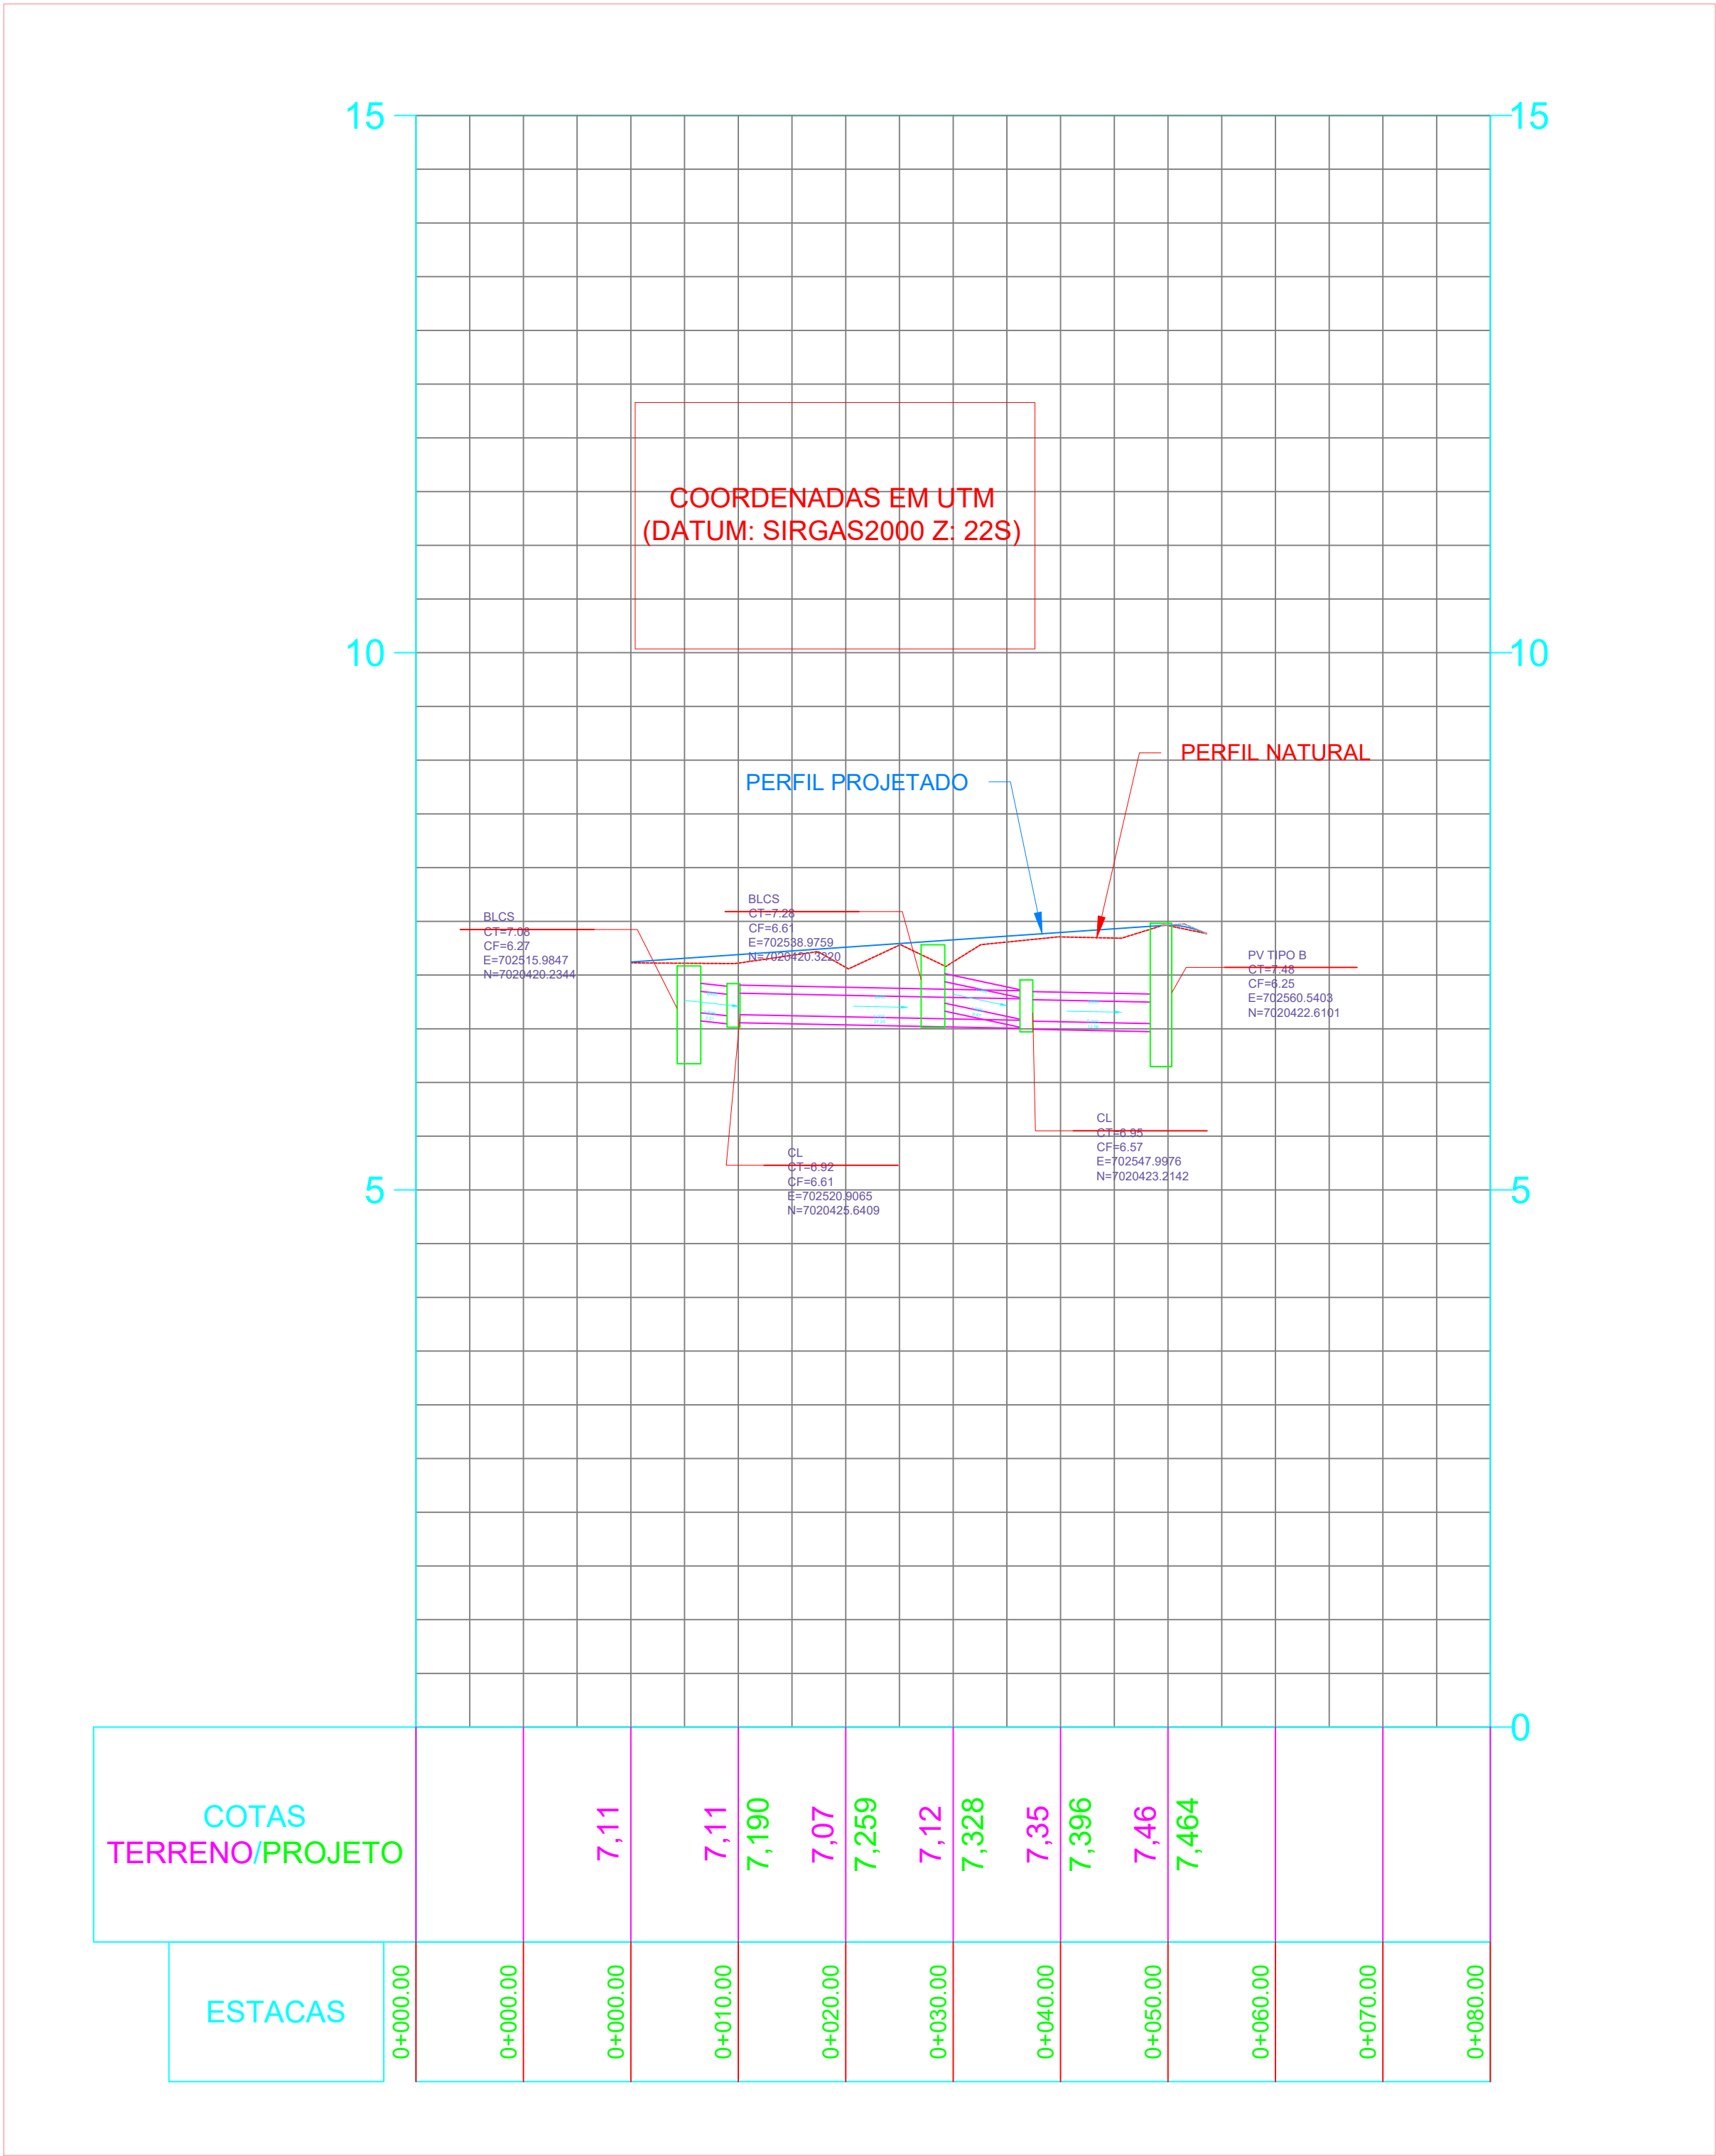 15
15
COORDENADAS EM UTM
(DATUM: SIRGAS2000 Z: 22S)
10
10
PERFIL NATURAL
PERFIL PROJETADO
BLCS
CT=7.28
CF=6.61
E=702538.9759
N=7020420.3220
BLCS
CT=7.08
CF=6.27
E=702515.9847
N=7020420.2344
PV TIPO B
CT=7.48
CF=6.25
E=702560.5403
N=7020422.6101
CL
CT=6.95
CF=6.57
E=702547.9976
N=7020423.2142
CL
CT=6.92
CF=6.61
E=702520.9065
N=7020425.6409
5
5
0
COTAS
TERRENO/PROJETO
7,11
7,11
7,190
7,07
7,259
7,12
7,328
7,35
7,396
7,46
7,464
ESTACAS
0+000.00
0+000.00
0+000.00
0+010.00
0+020.00
0+030.00
0+040.00
0+050.00
0+060.00
0+070.00
0+080.00